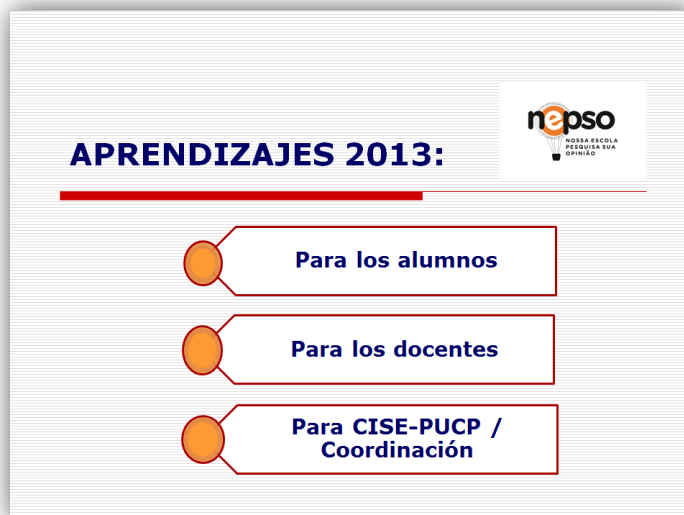 nepso
NOSSA ESCOLA
PESQUISA SUA
OPINIÃO
APRENDIZAJES 2013:
Para los alumnos
Para los docentes
Para CISE-PUCP /
Coordinación